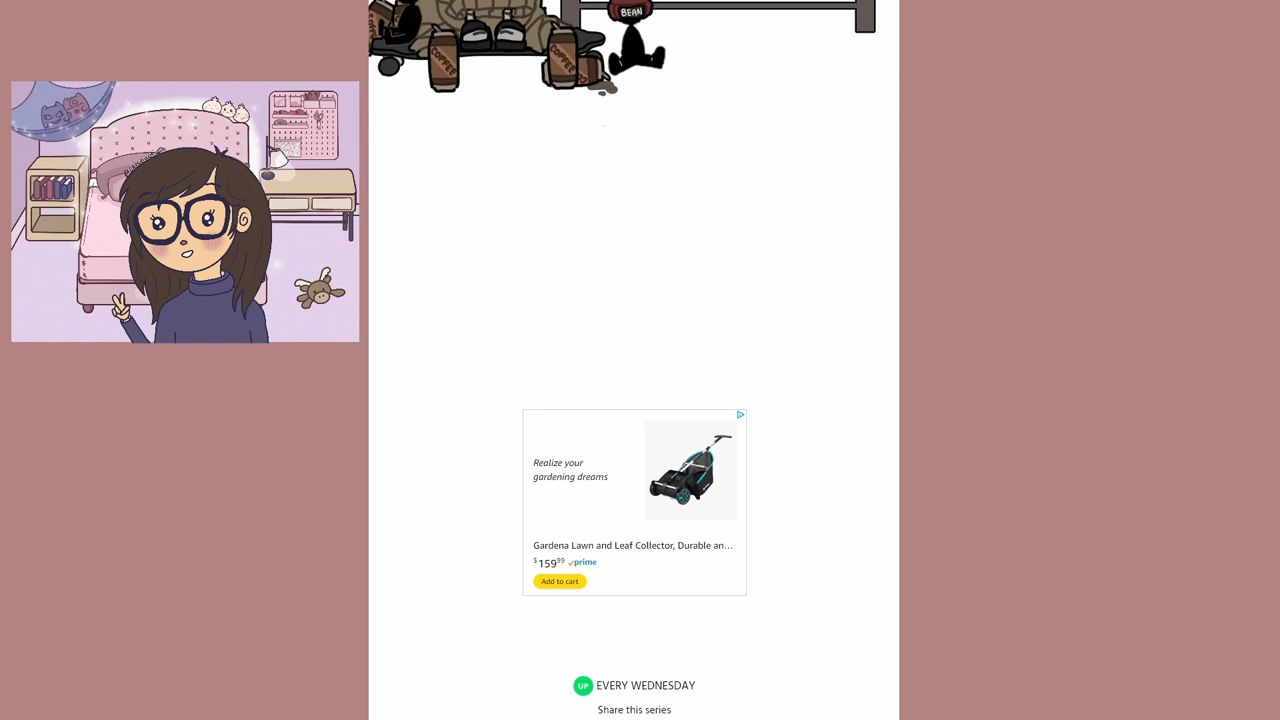 BEAN
COFFEE
COFFEE
Realize your
gardening dreams
Gardena Lawn and Leaf Collector, Durable an...
$159.99 prime
Add to cart
UP EVERY WEDNESDAY
Share this series